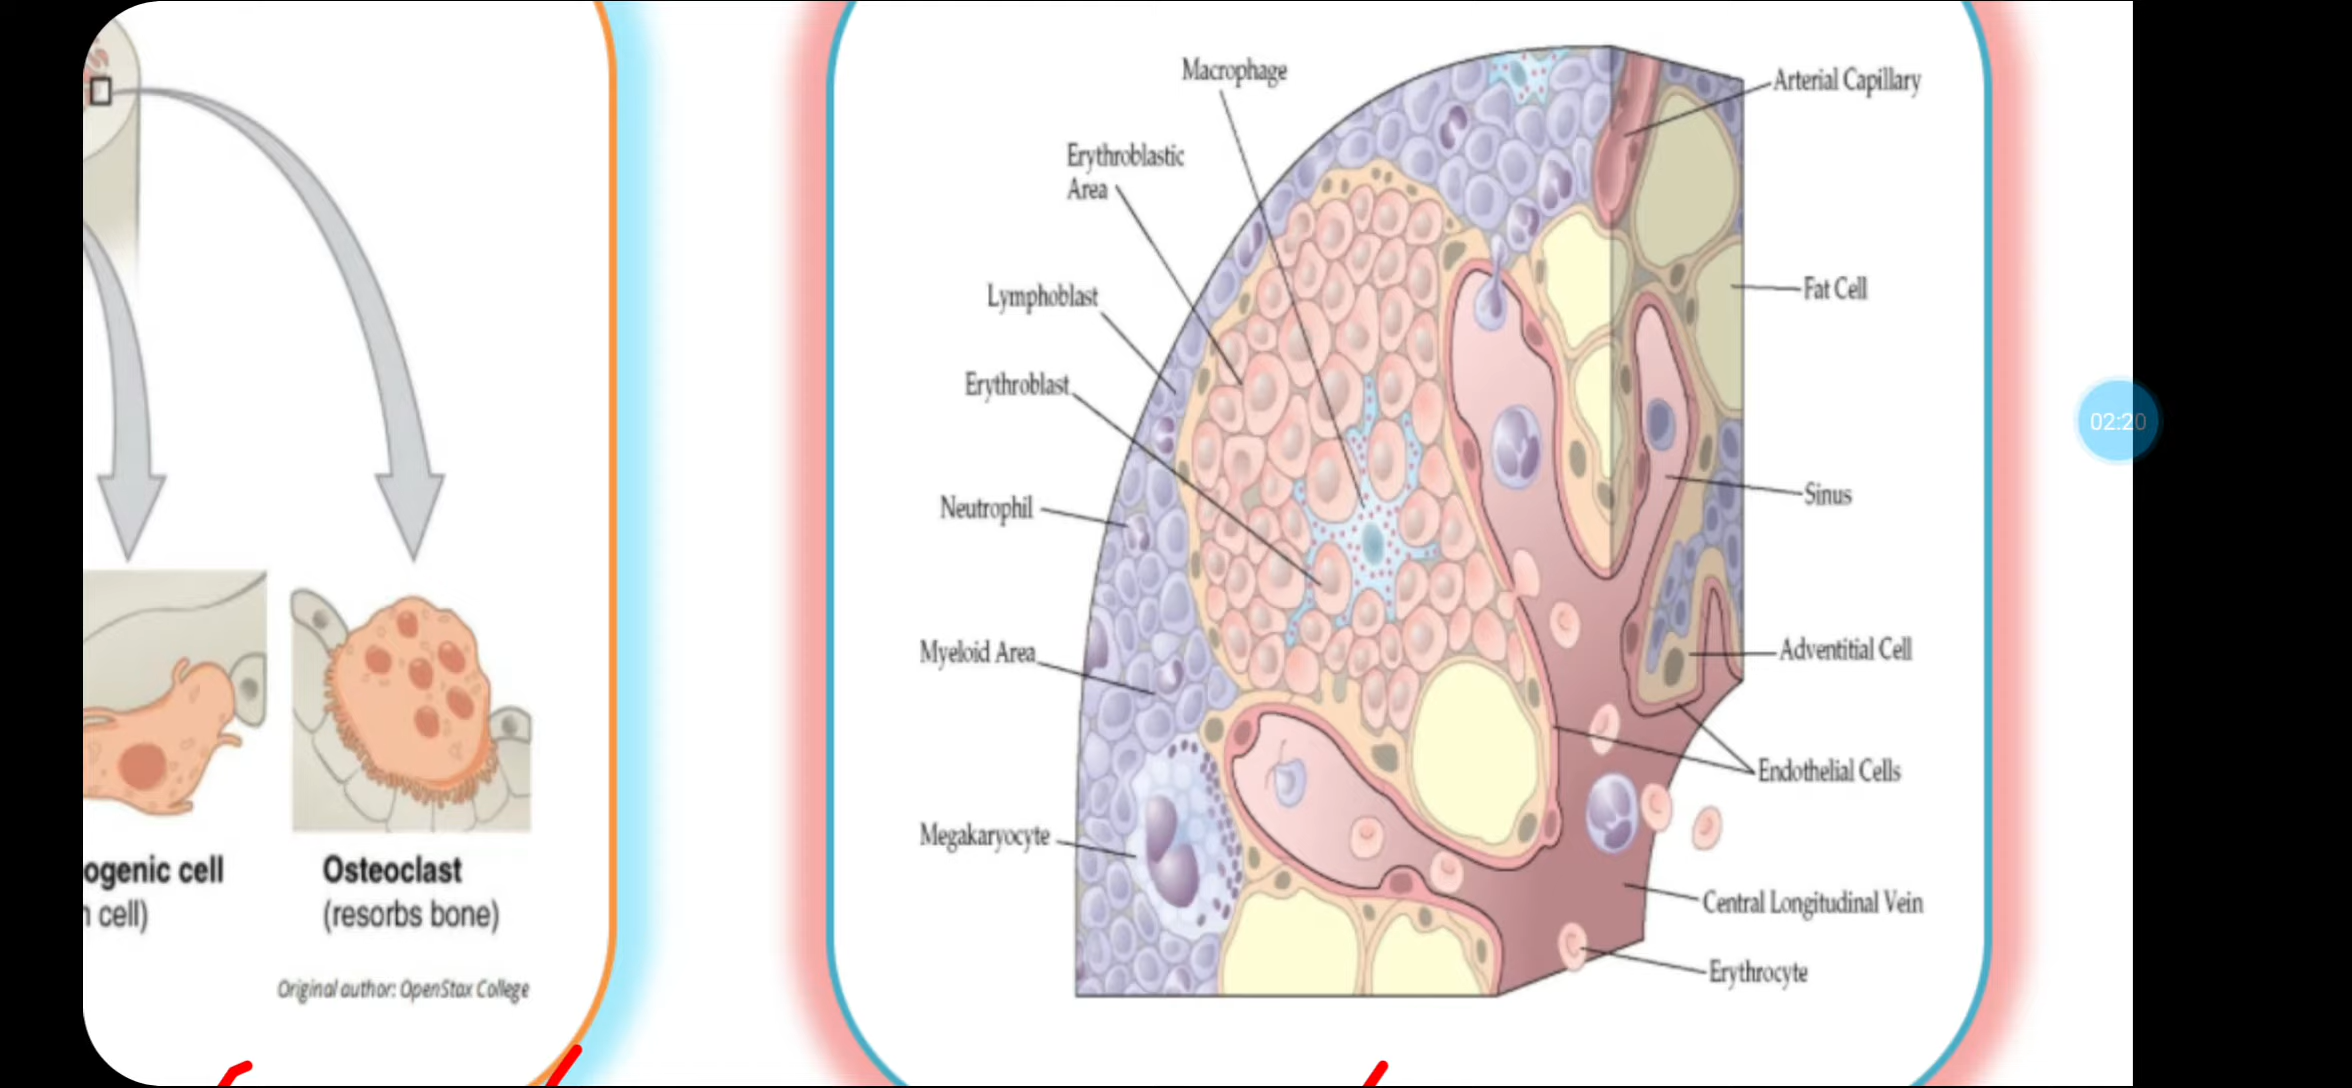 ogenic cell
cell)
Osteoclast
(resorbs bone)
Original author: OpenStax College
Macrophage
Erythroblastic
Area
Lymphoblast
Erythroblast
Neutrophil
Myeloid Area
Megakaryocyte
Arterial Capillary
Fat Cell
Sinus
Adventitial Cell
Endothelial Cells
Central Longitudinal Vein
Erythrocyte
02:20